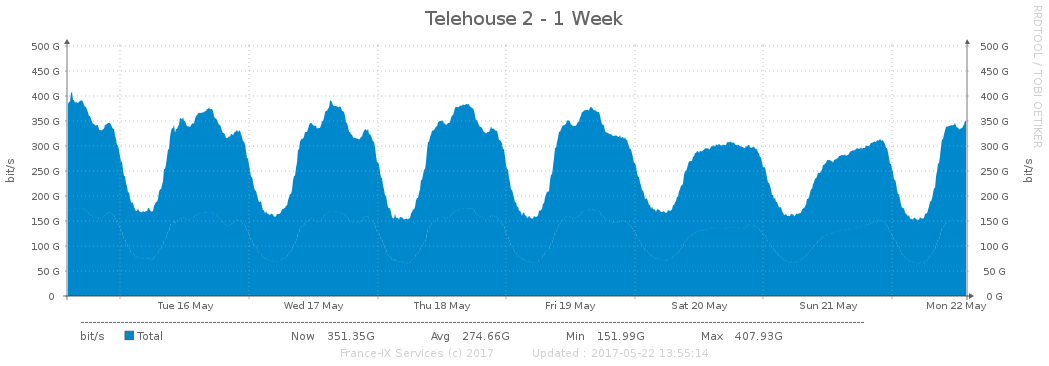 Telehouse 2 - 1 Week
RRDTOOL / TOBI OETIKER
500 G 500 G
450 G 450 G
400 G 400 G
350 G 350 G
300 G 300 G
250 G 250 G
200 G 200 G
150 G 150 G
100 G 100 G
50 G 50 G
0 0 G
bit/s
bit/s
Tue 16 May Wed 17 May Thu 18 May Fri 19 May Sat 20 May Sun 21 May Mon 22 May
bit/s Total Now 351.35G Avg 274.66G Min 151.99G Max 407.93G
France-IX Services (c) 2017 Updated : 2017-05-22 13:55:14